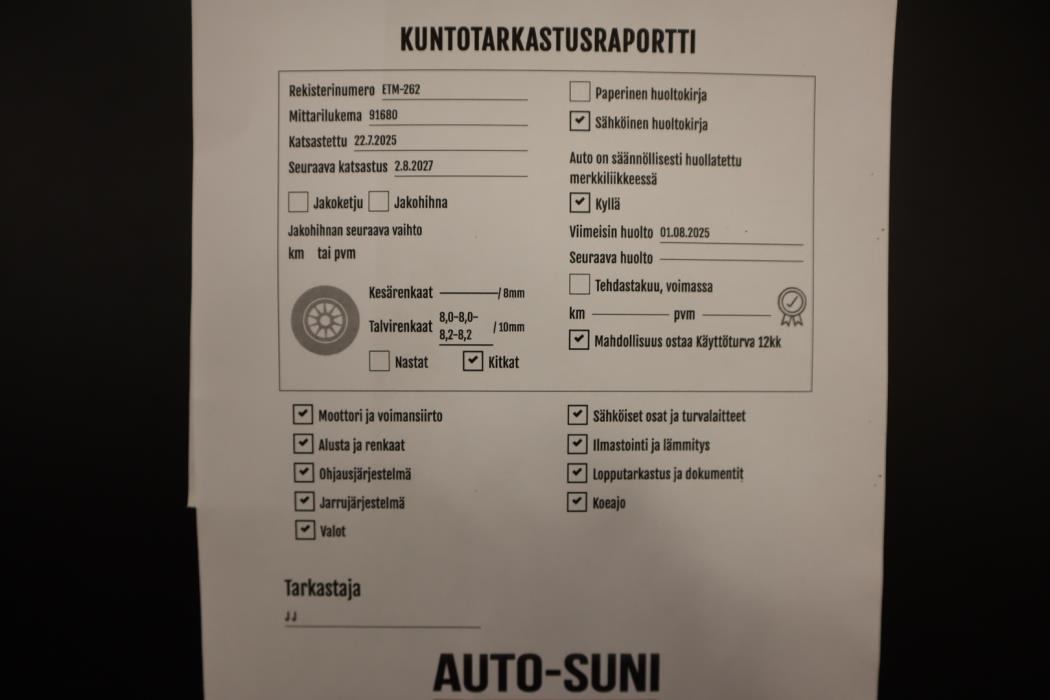 KUNTOTARKASTUSRAPORTTI
Rekisterinumero ETM-262
Mittarilukema 91680
Katsastettu 22.7.2025
Seuraava katsastus 2.8.2027
Jakoketju Jakohihna
Jakohihnan seuraava vaihto
km tai pvm
Kesärenkaat /8mm
Talvirenkaat 8,0-8,0-
8,2-8,2 /10mm
Nastat Kitkat
Paperinen huoltokirja
Sähköinen huoltokirja
Auto on säännöllisesti huollatettu
merkkiliikkeessä
Kyllä
Viimeisin huolto 01.08.2025
Seuraava huolto
Tehdastakuu, voimassa
km pvm
Mahdollisuus ostaa Käyttöturva 12kk
Moottori ja voimansiirto
Alusta ja renkaat
Ohjausjärjestelmä
Jarrujärjestelmä
Valot
Sähköiset osat ja turvalaitteet
Ilmastointi ja lämmitys
Lopputarkastus ja dokumentit
Koeajo
Tarkastaja
JJ
AUTO-SUNI